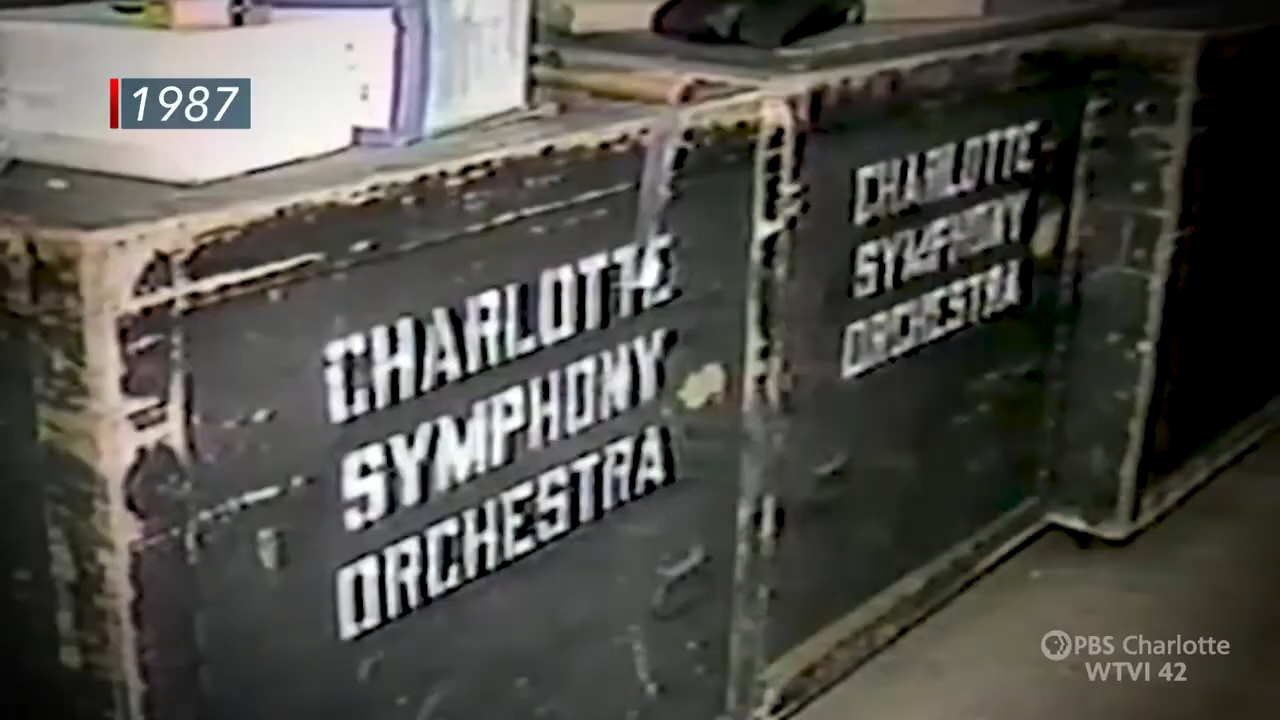 1987
CHARLOTTE
SYMPHONY
ORCHESTRA
CHARLOTTE
SYMPHONY
ORCHESTRA
PBS Charlotte
WTVI 42